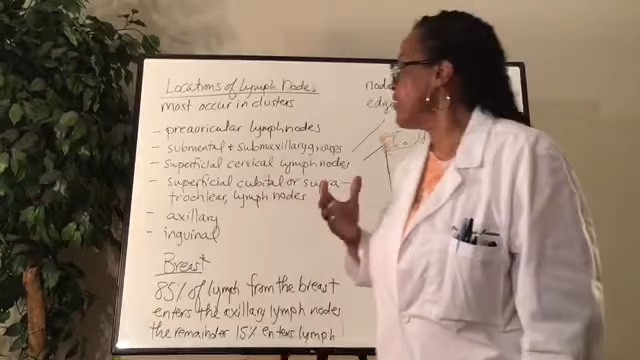 Locations of Lymph Nodes
most occur in clusters
- preauricular lymph nodes
- submental + submaxillary groups
- superficial cervical lymph nodes
- superficial cubital or supra-
trochlear, lymph nodes
- axillary
- inguinal
Breast
85% of lymph from the breast
enters the axillary lymph nodes
the remainder 15% enters lymph